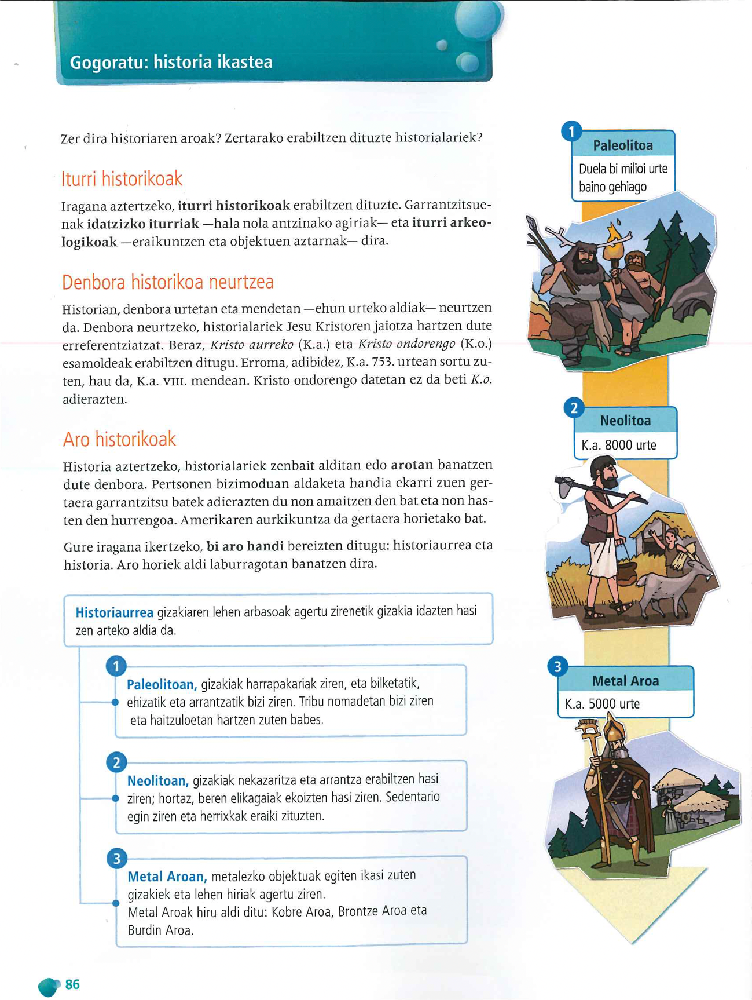 Gogoratu: historia ikastea
Zer dira historiaren aroak? Zertarako erabiltzen dituzte historialariek?
Iturri historikoak
Iragana aztertzeko, iturri historikoak erabiltzen dituzte. Garrantzitsue-
nak idatzizko iturriak —hala nola antzinako agiriak— eta iturri arkeo-
logikoak —eraikuntzen eta objektuen aztarnak— dira.
Denbora historikoa neurtzea
Historian, denbora urtetan eta mendetan —ehun urteko aldiak— neurtzen
da. Denbora neurtzeko, historialariek Jesu Kristoren jaiotza hartzen dute
erreferentziatzat. Beraz, Kristo aurreko (K.a.) eta Kristo ondorengo (K.o.)
esamoldeak erabiltzen ditugu. Erroma, adibidez, K.a. 753. urtean sortu zu-
ten, hau da, K.a. VIII. mendean. Kristo ondorengo datetan ez da beti K.o.
adierazten.
Aro historikoak
Historia aztertzeko, historialariek zenbait alditan edo arotan banatzen
dute denbora. Pertsonen bizimoduan aldaketa handia ekarri zuen ger-
taera garrantzitsu batek adierazten du non amaitzen den bat eta non has-
ten den hurrengoa. Amerikaren aurkikuntza da gertaera horietako bat.
Gure iragana ikertzeko, bi aro handi bereizten ditugu: historiaurrea eta
historia. Aro horiek aldi laburragotan banatzen dira.
Historiaurrea gizakiaren lehen arbasoak agertu zirenetik gizakia idazten hasi
zen arteko aldia da.
1
Paleolitoan, gizakiak harrapakariak ziren, eta bilketatik,
ehizatik eta arrantzatik bizi ziren. Tribu nomadetan bizi ziren
eta haitzuloetan hartzen zuten babes.
2
Neolitoan, gizakiak nekazaritza eta arrantza erabiltzen hasi
ziren; hortaz, beren elikagaiak ekoizten hasi ziren. Sedentario
egin ziren eta herrixkak eraiki zituzten.
3
Metal Aroan, metalezko objektuak egiten ikasi zuten
gizakiek eta lehen hiriak agertu ziren.
Metal Aroak hiru aldi ditu: Kobre Aroa, Brontze Aroa eta
Burdin Aroa.
1
Paleolitoa
Duela bi milioi urte
baino gehiago
2
Neolitoa
K.a. 8000 urte
3
Metal Aroa
K.a. 5000 urte
86